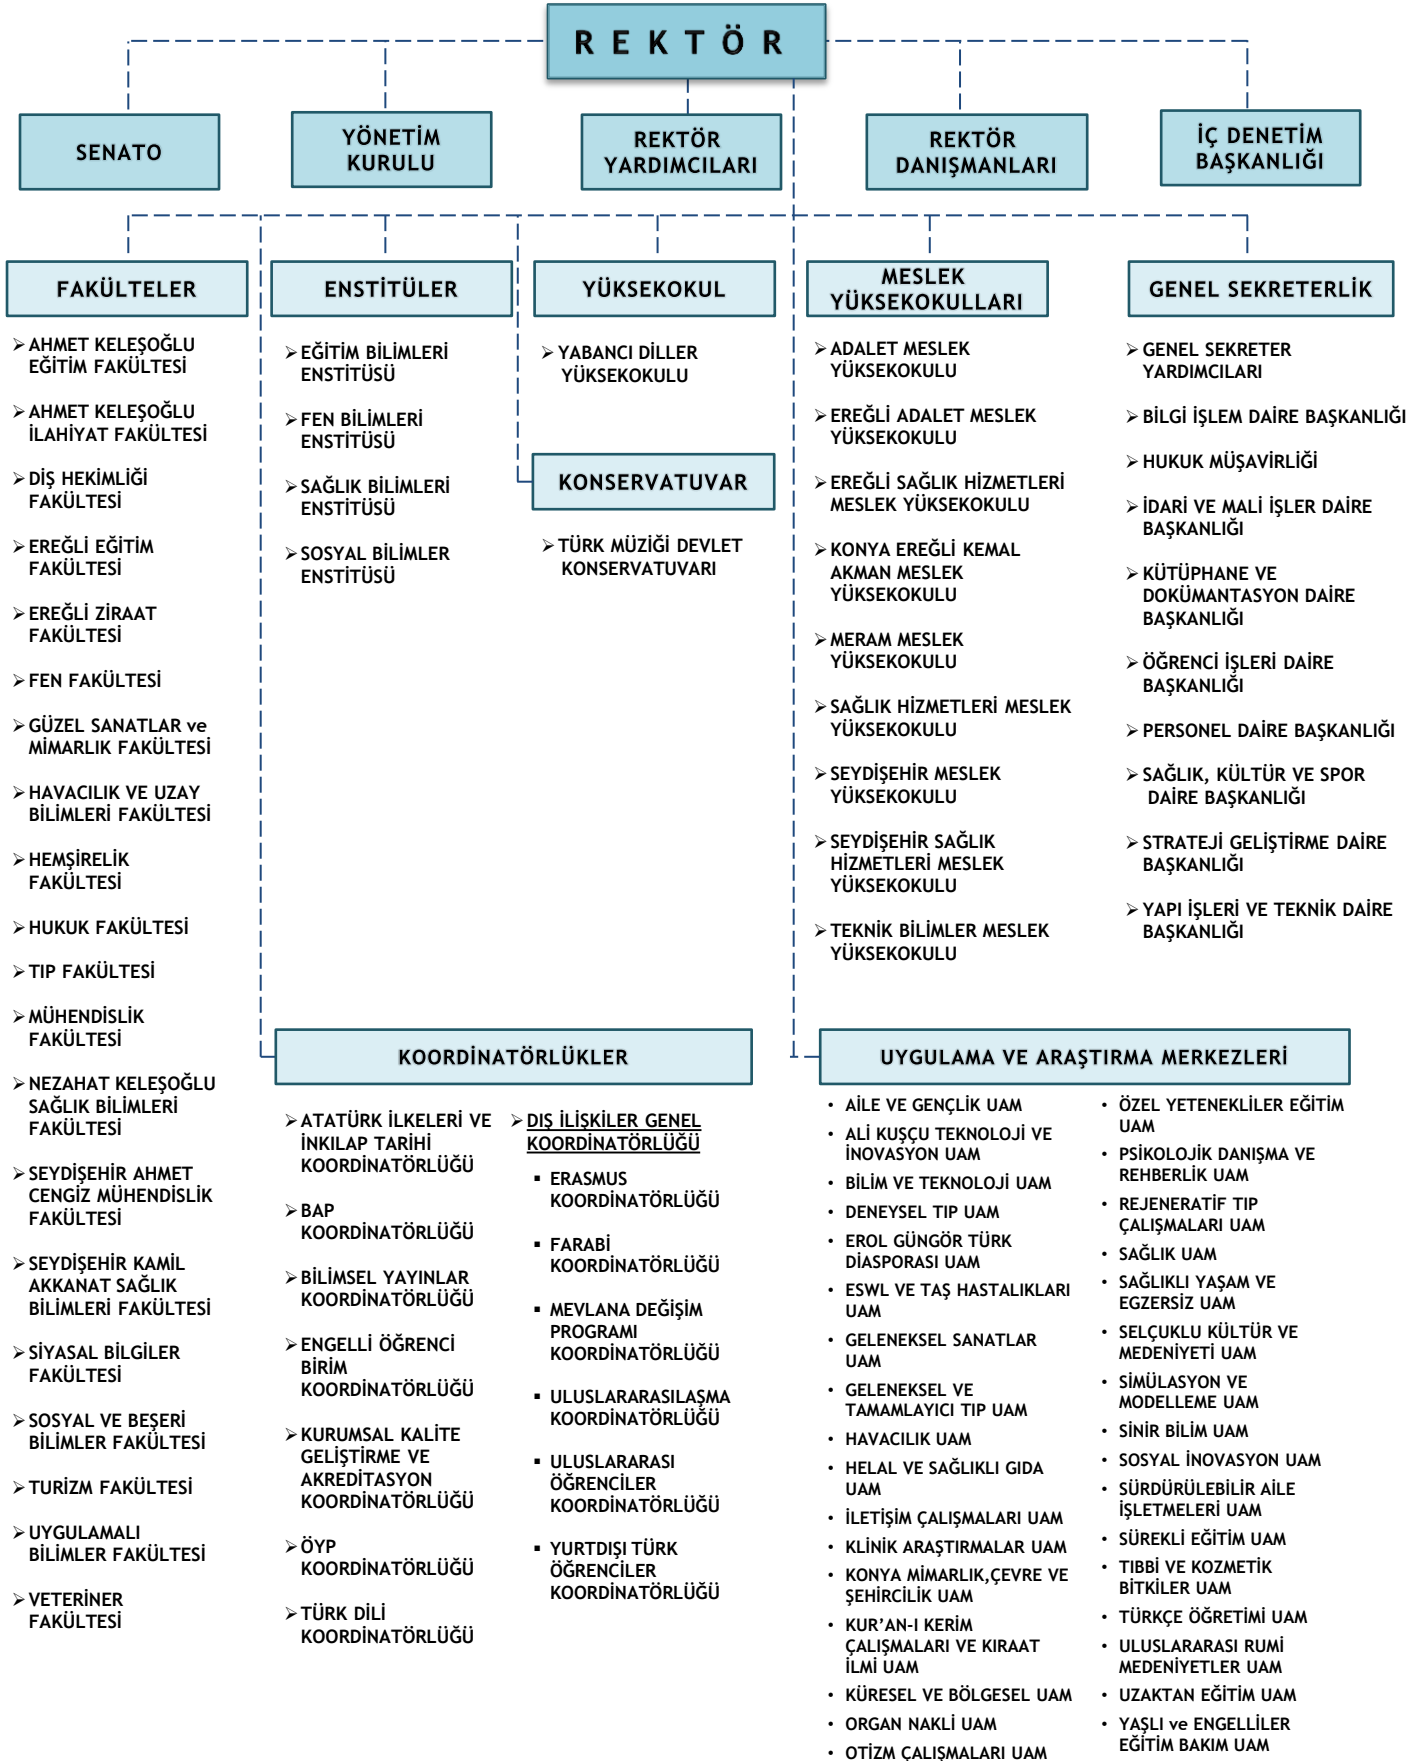 R E K T Ö R
SENATO
YÖNETİM
KURULU
REKTÖR
YARDIMCILARI
REKTÖR
DANIŞMANLARI
İÇ DENETİM
BAŞKANLIĞI
FAKÜLTELER
AHMET KELEŞOĞLU
EĞİTİM FAKÜLTESİ
AHMET KELEŞOĞLU
İLAHİYAT FAKÜLTESİ
DİŞ HEKİMLİĞİ
FAKÜLTESİ
EREĞLİ EĞİTİM
FAKÜLTESİ
EREĞLİ ZİRAAT
FAKÜLTESİ
FEN FAKÜLTESİ
GÜZEL SANATLAR ve
MİMARLIK FAKÜLTESİ
HAVACILIK VE UZAY
BİLİMLERİ FAKÜLTESİ
HEMŞİRELİK
FAKÜLTESİ
HUKUK FAKÜLTESİ
TIP FAKÜLTESİ
MÜHENDİSLİK
FAKÜLTESİ
NEZAHAT KELEŞOĞLU
SAĞLIK BİLİMLERİ
FAKÜLTESİ
SEYDİŞEHİR AHMET
CENGİZ MÜHENDİSLİK
FAKÜLTESİ
SEYDİŞEHİR KAMİL
AKKANAT SAĞLIK
BİLİMLERİ FAKÜLTESİ
SİYASAL BİLGİLER
FAKÜLTESİ
SOSYAL VE BEŞERİ
BİLİMLER FAKÜLTESİ
TURİZM FAKÜLTESİ
UYGULAMALI
BİLİMLER FAKÜLTESİ
VETERİNER
FAKÜLTESİ
ENSTİTÜLER
EĞİTİM BİLİMLERİ
ENSTİTÜSÜ
FEN BİLİMLERİ
ENSTİTÜSÜ
SAĞLIK BİLİMLERİ
ENSTİTÜSÜ
SOSYAL BİLİMLER
ENSTİTÜSÜ
YÜKSEKOKUL
YABANCI DİLLER
YÜKSEKOKULU
KONSERVATUVAR
TÜRK MÜZİĞİ DEVLET
KONSERVATUVARI
MESLEK
YÜKSEKOKULLARI
ADALET MESLEK
YÜKSEKOKULU
EREĞLİ ADALET MESLEK
YÜKSEKOKULU
EREĞLİ SAĞLIK HİZMETLERİ
MESLEK YÜKSEKOKULU
KONYA EREĞLİ KEMAL
AKMAN MESLEK
YÜKSEKOKULU
MERAM MESLEK
YÜKSEKOKULU
SAĞLIK HİZMETLERİ MESLEK
YÜKSEKOKULU
SEYDİŞEHİR MESLEK
YÜKSEKOKULU
SEYDİŞEHİR SAĞLIK
HİZMETLERİ MESLEK
YÜKSEKOKULU
TEKNİK BİLİMLER MESLEK
YÜKSEKOKULU
GENEL SEKRETERLİK
GENEL SEKRETER
YARDIMCILARI
BİLGİ İŞLEM DAİRE BAŞKANLIĞI
HUKUK MÜŞAVİRLİĞİ
İDARİ VE MALİ İŞLER DAİRE
BAŞKANLIĞI
KÜTÜPHANE VE
DOKÜMANTASYON DAİRE
BAŞKANLIĞI
ÖĞRENCİ İŞLERİ DAİRE
BAŞKANLIĞI
PERSONEL DAİRE BAŞKANLIĞI
SAĞLIK, KÜLTÜR VE SPOR
DAİRE BAŞKANLIĞI
STRATEJİ GELİŞTİRME DAİRE
BAŞKANLIĞI
YAPI İŞLERİ VE TEKNİK DAİRE
BAŞKANLIĞI
KOORDİNATÖRLÜKLER
ATATÜRK İLKELERİ VE
İNKILAP TARİHİ
KOORDİNATÖRLÜĞÜ
BAP
KOORDİNATÖRLÜĞÜ
BİLİMSEL YAYINLAR
KOORDİNATÖRLÜĞÜ
ENGELLİ ÖĞRENCİ
BİRİM
KOORDİNATÖRLÜĞÜ
KURUMSAL KALİTE
GELİŞTİRME VE
AKREDİTASYON
KOORDİNATÖRLÜĞÜ
ÖYP
KOORDİNATÖRLÜĞÜ
TÜRK DİLİ
KOORDİNATÖRLÜĞÜ
DIŞ İLİŞKİLER GENEL
KOORDİNATÖRLÜĞÜ
ERASMUS
KOORDİNATÖRLÜĞÜ
FARABİ
KOORDİNATÖRLÜĞÜ
MEVLANA DEĞİŞİM
PROGRAMI
KOORDİNATÖRLÜĞÜ
ULUSLARARASILAŞMA
KOORDİNATÖRLÜĞÜ
ULUSLARARASI
ÖĞRENCİLER
KOORDİNATÖRLÜĞÜ
YURTDIŞI TÜRK
ÖĞRENCİLER
KOORDİNATÖRLÜĞÜ
UYGULAMA VE ARAŞTIRMA MERKEZLERİ
AİLE VE GENÇLİK UAM
ALİ KUŞÇU TEKNOLOJİ VE
İNOVASYON UAM
BİLİM VE TEKNOLOJİ UAM
DENEYSEL TIP UAM
EROL GÜNGÖR TÜRK
DİASPORASI UAM
ESWL VE TAŞ HASTALIKLARI
UAM
GELENEKSEL SANATLAR
UAM
GELENEKSEL VE
TAMAMLAYICI TIP UAM
HAVACILIK UAM
HELAL VE SAĞLIKLI GIDA
UAM
İLETİŞİM ÇALIŞMALARI UAM
KLİNİK ARAŞTIRMALAR UAM
KONYA MİMARLIK,ÇEVRE VE
ŞEHİRCİLİK UAM
KUR’AN-I KERİM
ÇALIŞMALARI VE KIRAAT
İLMİ UAM
KÜRESEL VE BÖLGESEL UAM
ORGAN NAKLİ UAM
OTİZM ÇALIŞMALARI UAM
ÖZEL YETENEKLİLER EĞİTİM
UAM
PSİKOLOJİK DANIŞMA VE
REHBERLİK UAM
REJENERATİF TIP
ÇALIŞMALARI UAM
SAĞLIK UAM
SAĞLIKLI YAŞAM VE
EGZERSİZ UAM
SELÇUKLU KÜLTÜR VE
MEDENİYETİ UAM
SİMÜLASYON VE
MODELLEME UAM
SİNİR BİLİM UAM
SOSYAL İNOVASYON UAM
SÜRDÜRÜLEBİLİR AİLE
İŞLETMELERİ UAM
SÜREKLİ EĞİTİM UAM
TIBBİ VE KOZMETİK
BİTKİLER UAM
TÜRKÇE ÖĞRETİMİ UAM
ULUSLARARASI RUMİ
MEDENİYETLER UAM
UZAKTAN EĞİTİM UAM
YAŞLI ve ENGELLİLER
EĞİTİM BAKIM UAM